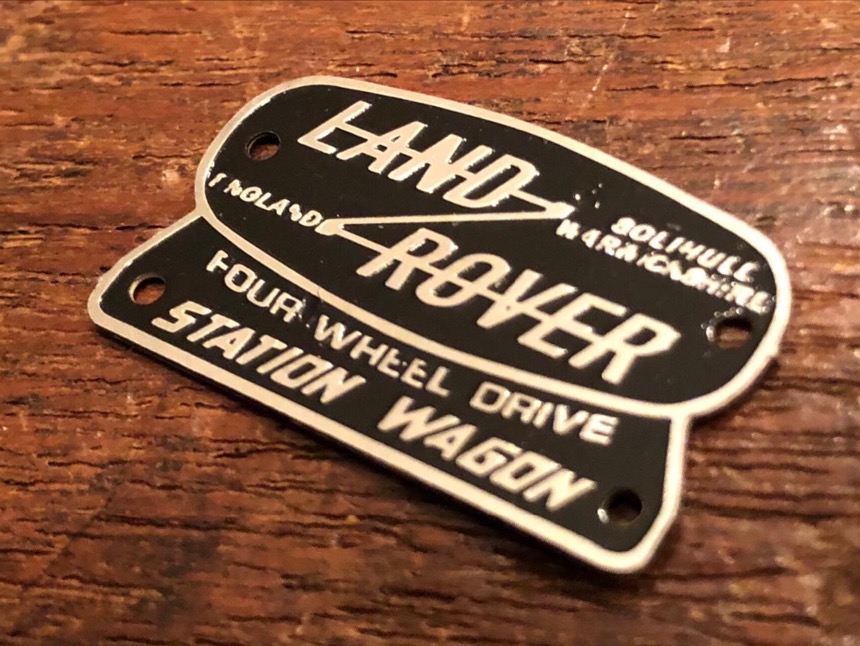 LAND
SOLIHULL
WARWICKSHIRE
ENGLAND
ROVER
FOUR WHEEL DRIVE
STATION WAGON